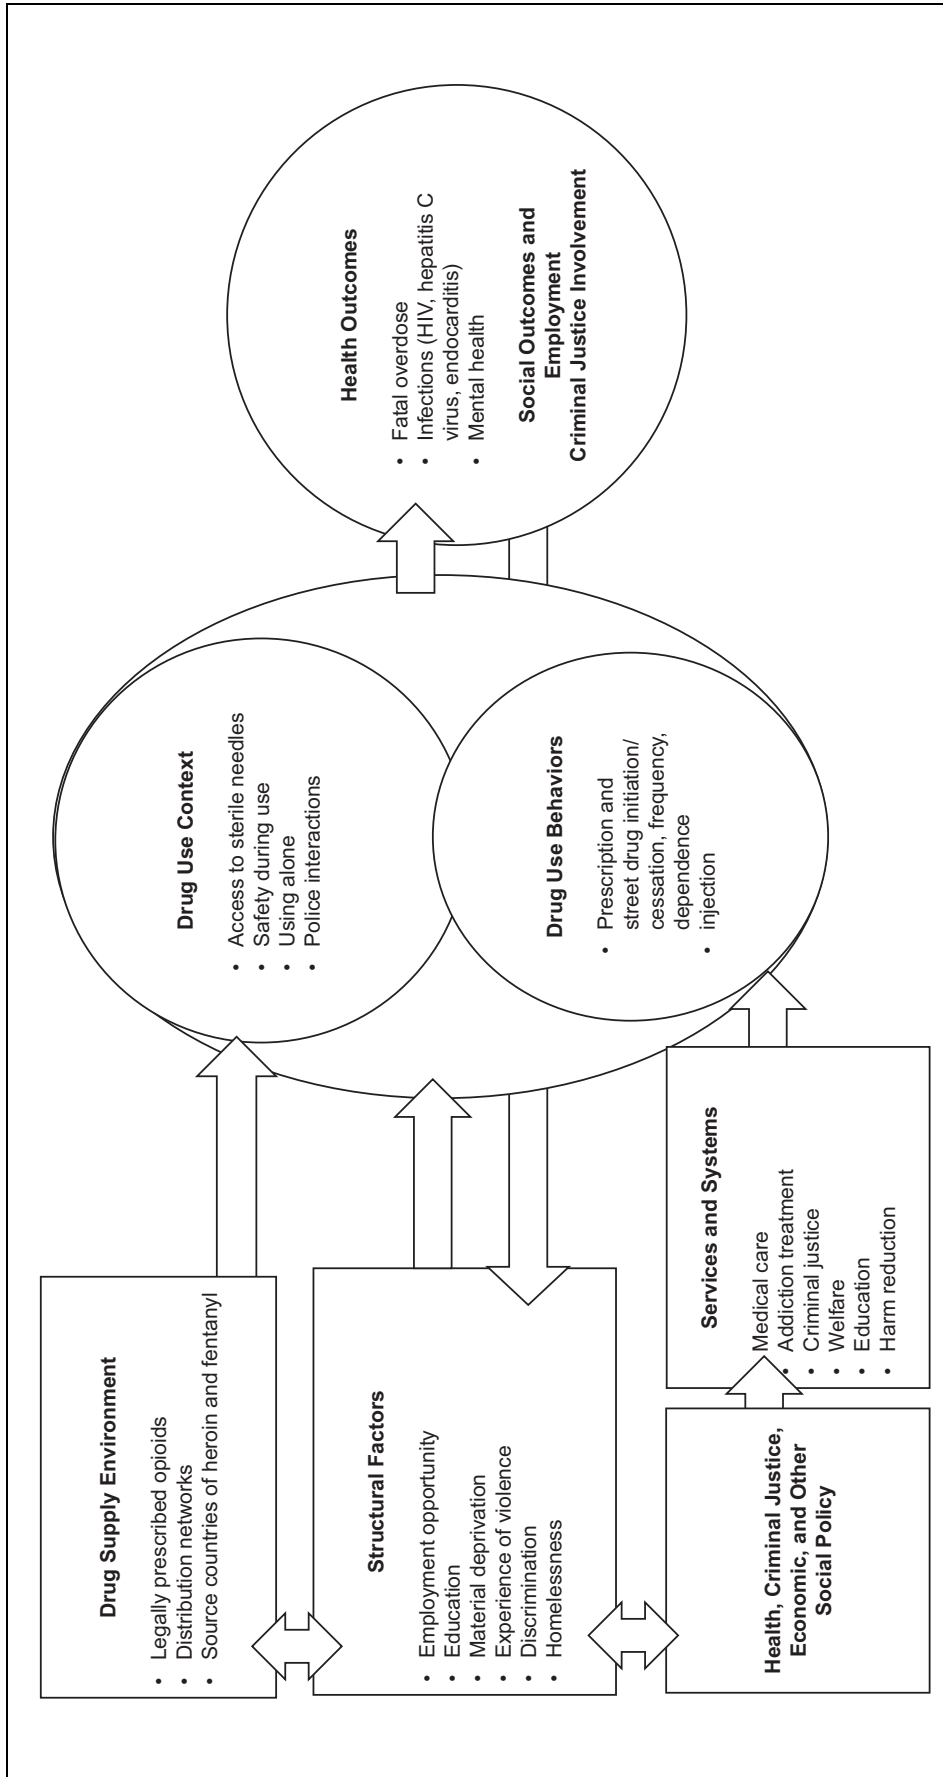 Drug Supply Environment
• Legally prescribed opioids
• Distribution networks
• Source countries of heroin and fentanyl
Structural Factors
• Employment opportunity
• Education
• Material deprivation
• Experience of violence
• Discrimination
• Homelessness
Health, Criminal Justice,
Economic, and Other
Social Policy
Services and Systems
Medical care
• Addiction treatment
• Criminal justice
• Welfare
• Education
• Harm reduction
Drug Use Context
• Access to sterile needles
• Safety during use
• Using alone
• Police interactions
Drug Use Behaviors
• Prescription and
street drug initiation/
cessation, frequency,
dependence
• injection
Health Outcomes
• Fatal overdose
• Infections (HIV, hepatitis C
virus, endocarditis)
• Mental health
Social Outcomes and
Employment
Criminal Justice Involvement